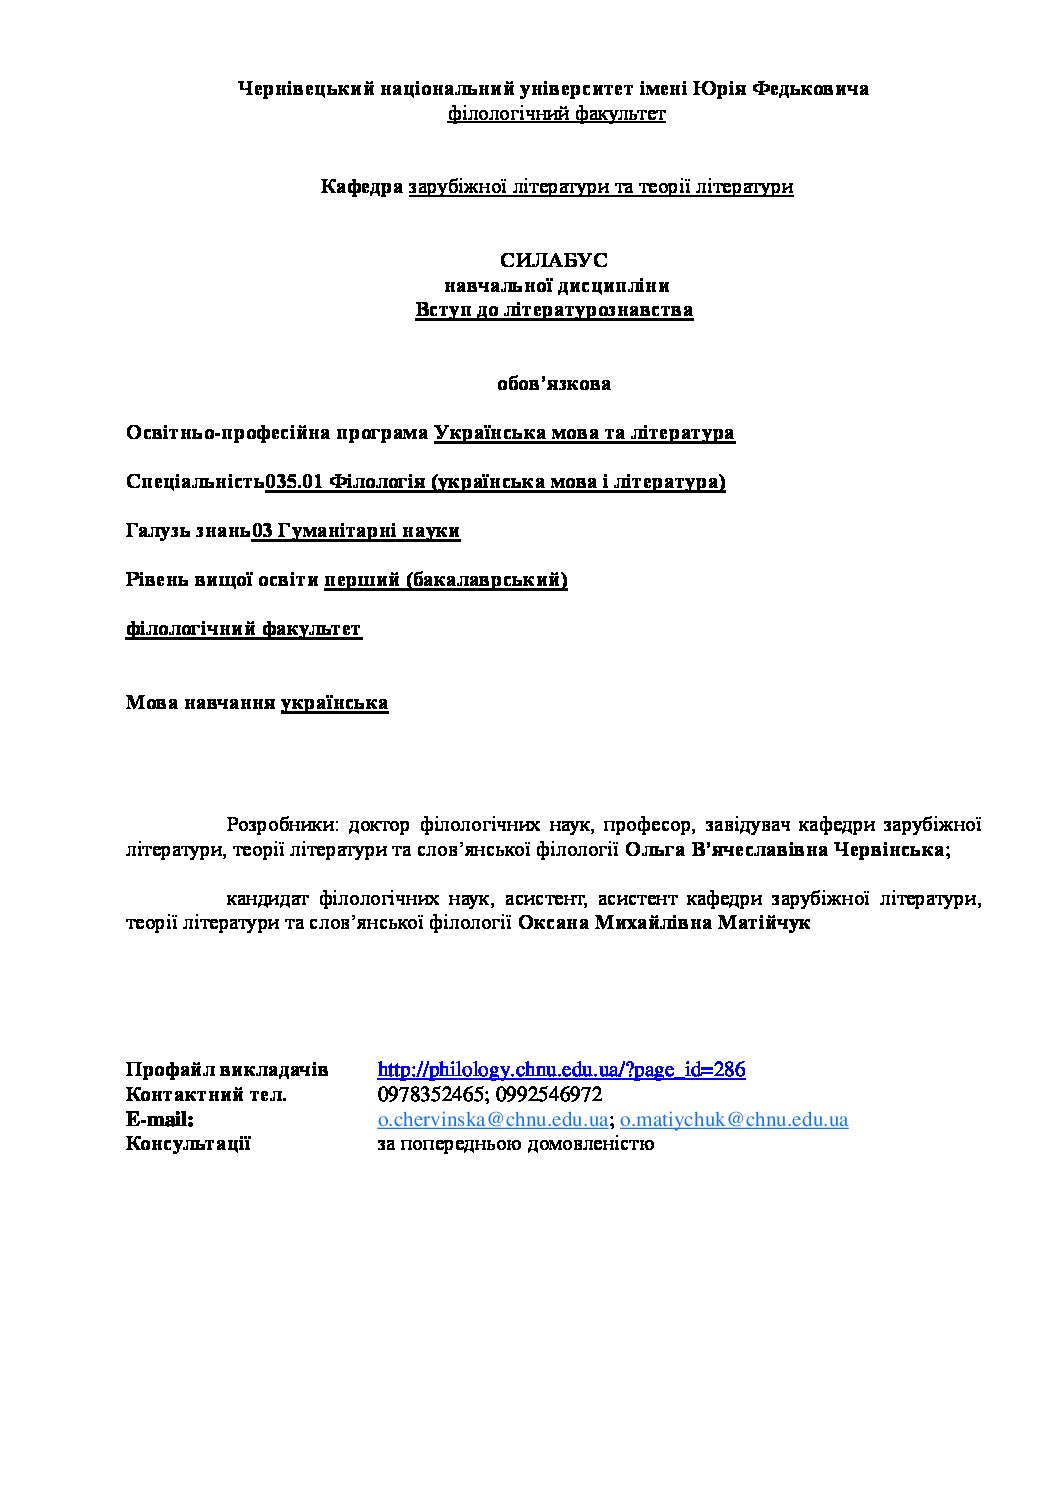 Чернівецький національний університет імені Юрія Федьковича
філологічний факультет
Кафедра зарубіжної літератури та теорії літератури
СИЛАБУС
навчальної дисципліни
Вступ до літературознавства
обов’язкова
Освітньо-професійна програма Українська мова та література
Спеціальність035.01 Філологія (українська мова і література)
Галузь знань03 Гуманітарні науки
Рівень вищої освіти перший (бакалаврський)
філологічний факультет
Мова навчання українська
Розробники: доктор філологічних наук, професор, завідувач кафедри зарубіжної
літератури, теорії літератури та слов’янської філології Ольга В’ячеславівна Червінська;
кандидат філологічних наук, асистент, асистент кафедри зарубіжної літератури,
теорії літератури та слов’янської філології Оксана Михайлівна Матійчук
Профайл викладачів http://philology.chnu.edu.ua/?page_id=286
Контактний тел. 0978352465; 0992546972
E-mail: o.chervinska@chnu.edu.ua; o.matiychuk@chnu.edu.ua
Консультації за попередньою домовленістю